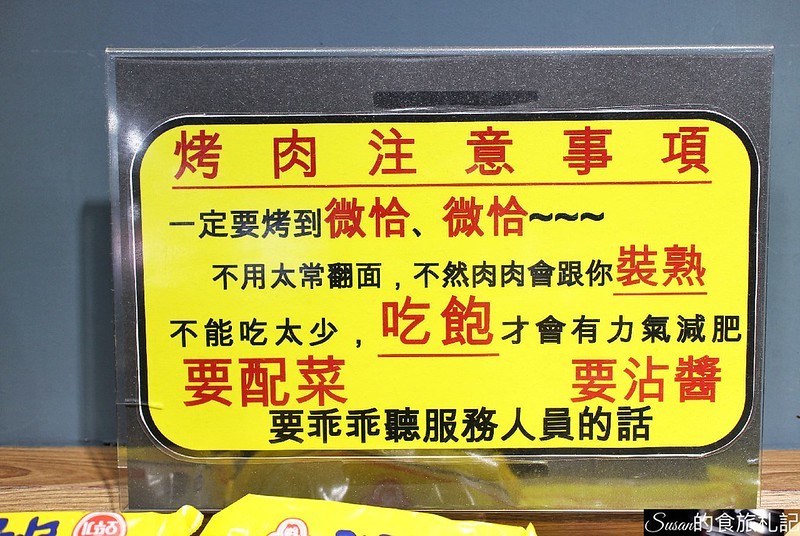 烤肉注意事項
一定要烤到微恰、微恰~~~
不用太常翻面，不然肉肉會跟你裝熟
不能吃太少，吃飽才會有力氣減肥
要配菜 要沾醬
要乖乖聽服務人員的話
Susan的食旅札記